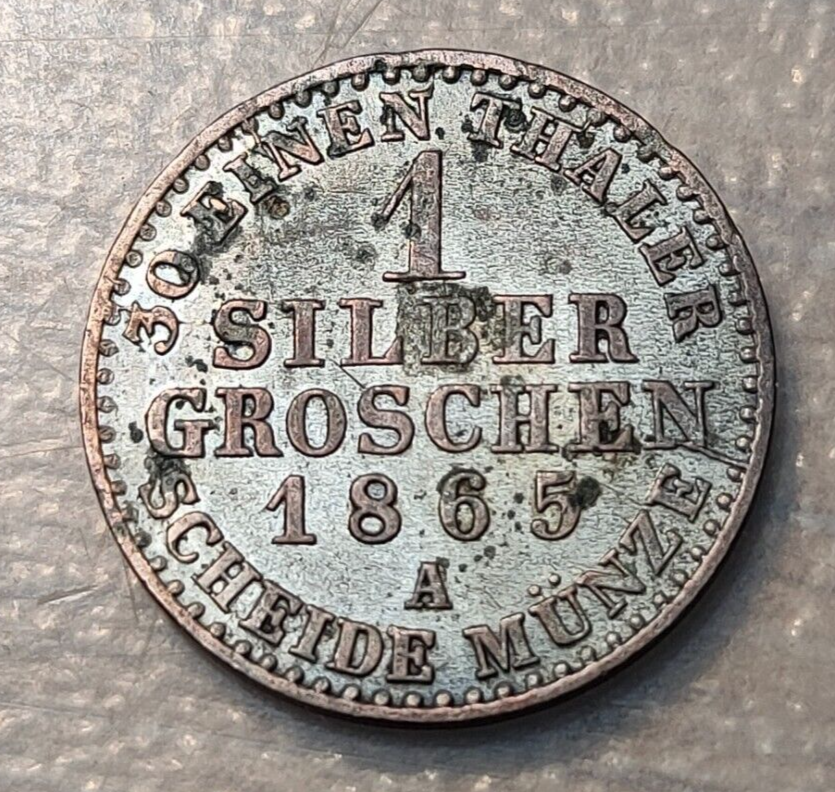 30 EINEN THALER
1
SILBER
GROSCHEN
1865
A
SCHEIDE MÜNZE